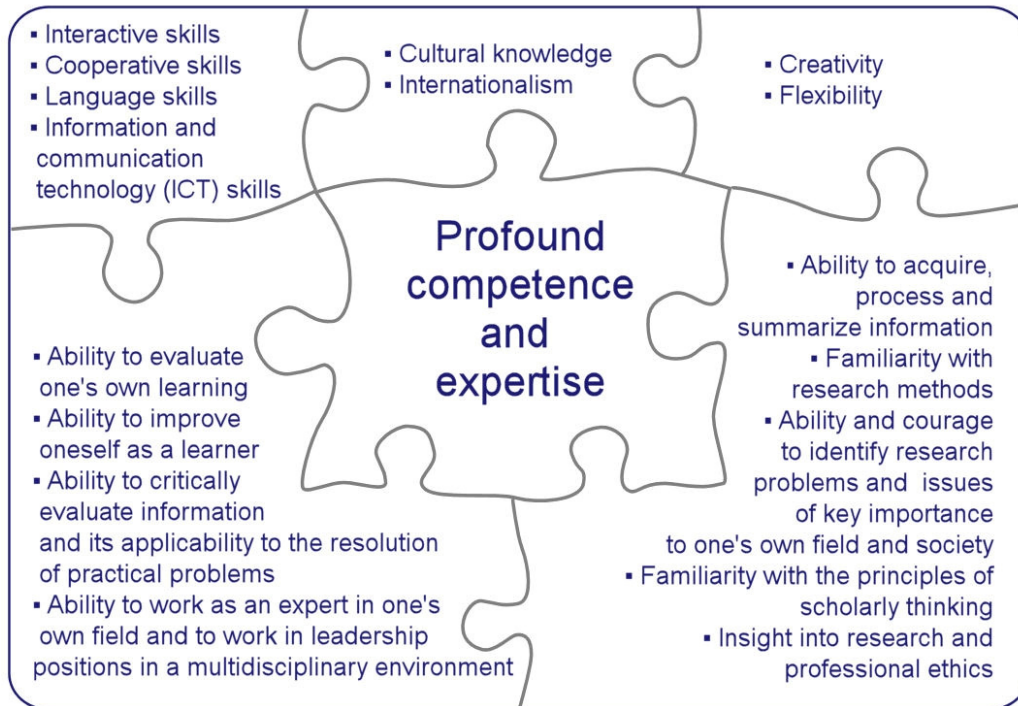 ▪ Interactive skills
▪ Cooperative skills
▪ Language skills
▪ Information and
communication
technology (ICT) skills
▪ Cultural knowledge
▪ Internationalism
▪ Creativity
▪ Flexibility
Profound
competence
and
expertise
▪ Ability to evaluate
one's own learning
▪ Ability to improve
oneself as a learner
▪ Ability to critically
evaluate information
and its applicability to the resolution
of practical problems
▪ Ability to work as an expert in one's
own field and to work in leadership
positions in a multidisciplinary environment
▪ Ability to acquire,
process and
summarize information
▪ Familiarity with
research methods
▪ Ability and courage
to identify research
problems and issues
of key importance
to one's own field and society
▪ Familiarity with the principles of
scholarly thinking
▪ Insight into research and
professional ethics